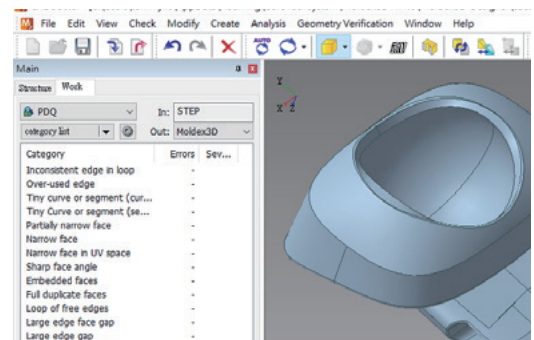 File Edit View Check Modify Create Analysis Geometry Verification Window Help
AUTO
Main
Structure Work
PDQ In: STEP
category list Out: Moldex3D
Category Errors Sev...
Inconsistent edge in loop -
Over-used edge -
Tiny curve or segment (cur... -
Tiny Curve or segment (se... -
Partially narrow face -
Narrow face -
Narrow face in UV space -
Sharp face angle -
Embedded faces -
Full duplicate faces -
Loop of free edges -
Large edge face gap -
Large edge gap -
Y
X Z